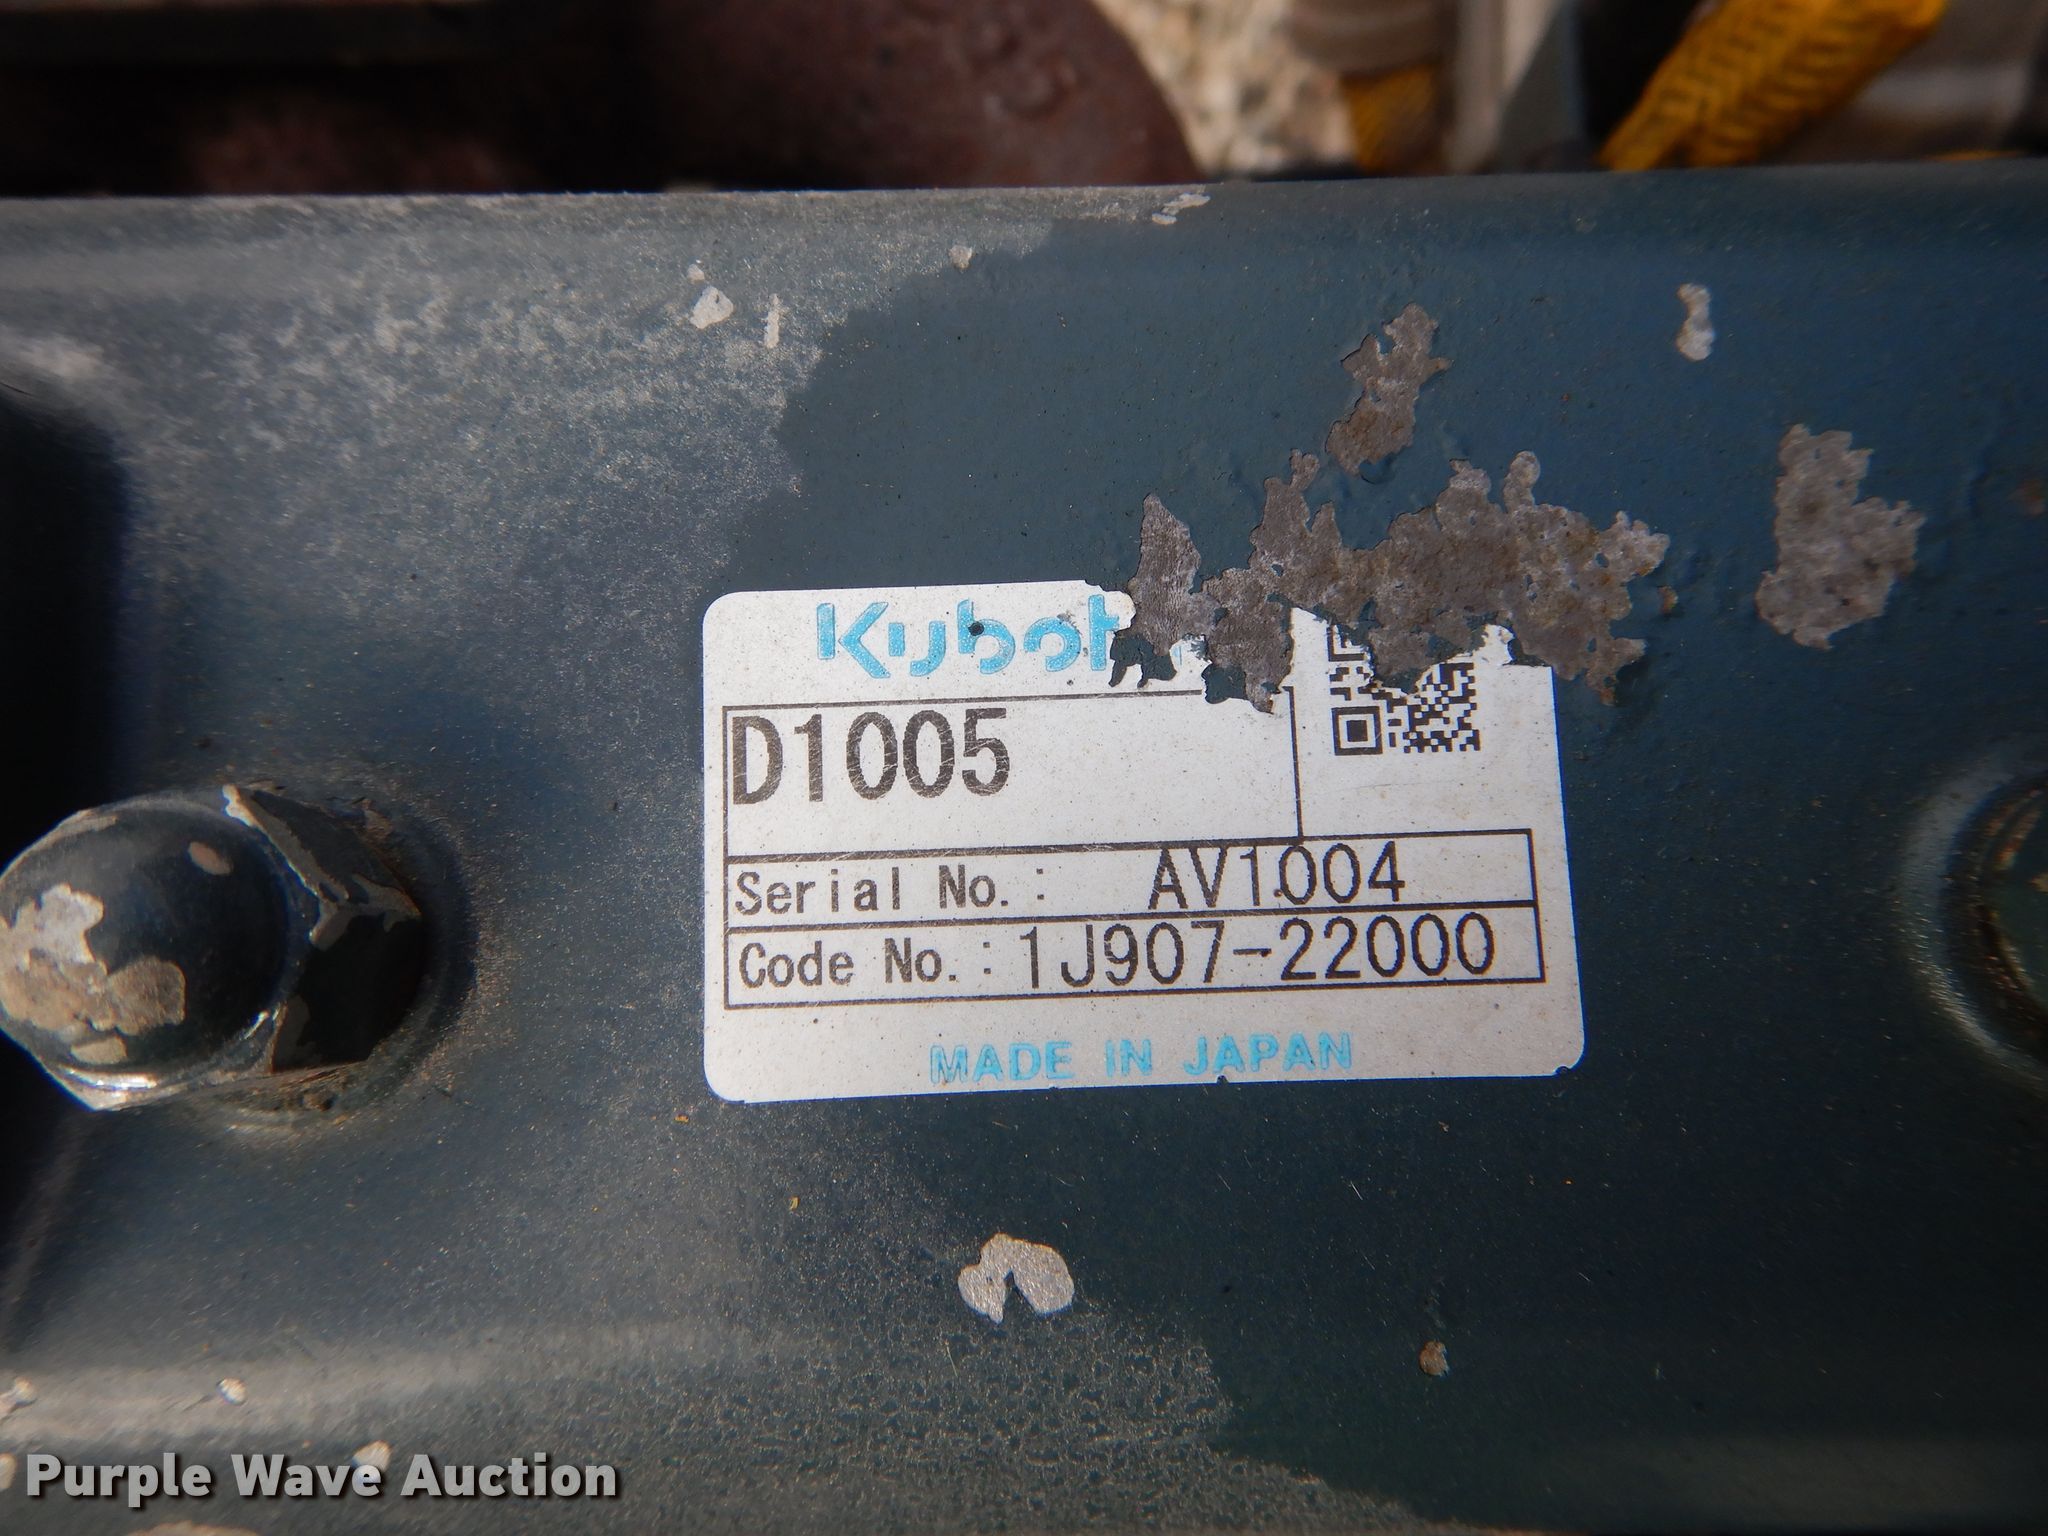 Kubot
D1005
Serial No.: AV1004
Code No.: 1J907-22000
MADE IN JAPAN
Purple Wave Auction